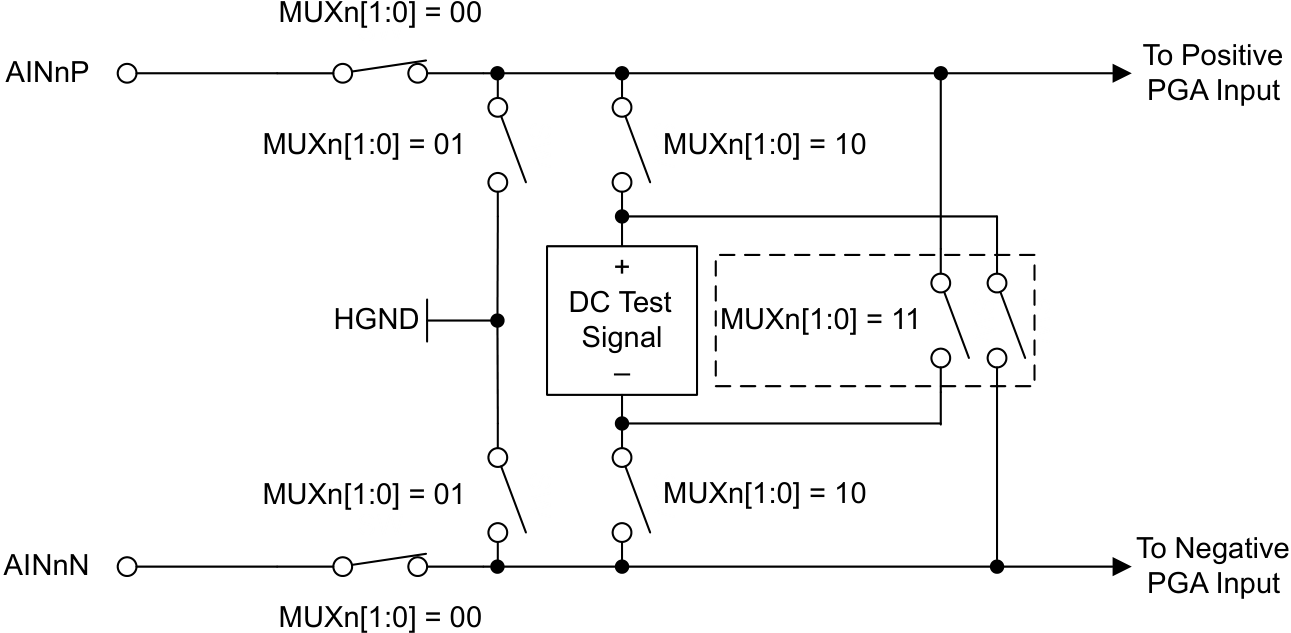 MUXn[1:0] = 00
AINnP
To Positive
PGA Input
MUXn[1:0] = 01
MUXn[1:0] = 10
+
DC Test
Signal
–
HGND
MUXn[1:0] = 11
MUXn[1:0] = 01
MUXn[1:0] = 10
AINnN
To Negative
PGA Input
MUXn[1:0] = 00